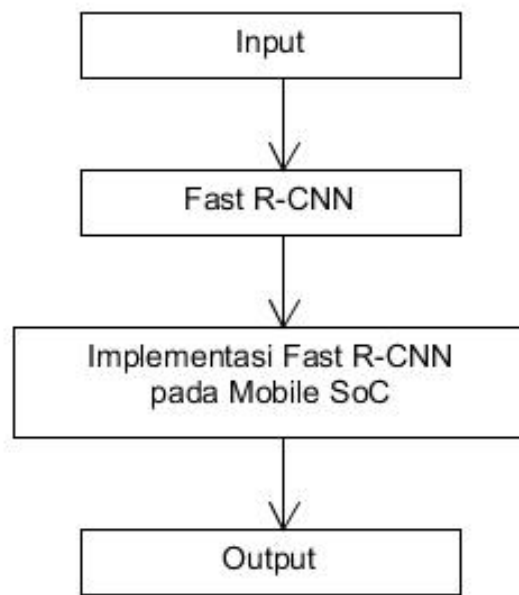 Input
Fast R-CNN
Implementasi Fast R-CNN
pada Mobile SoC
Output